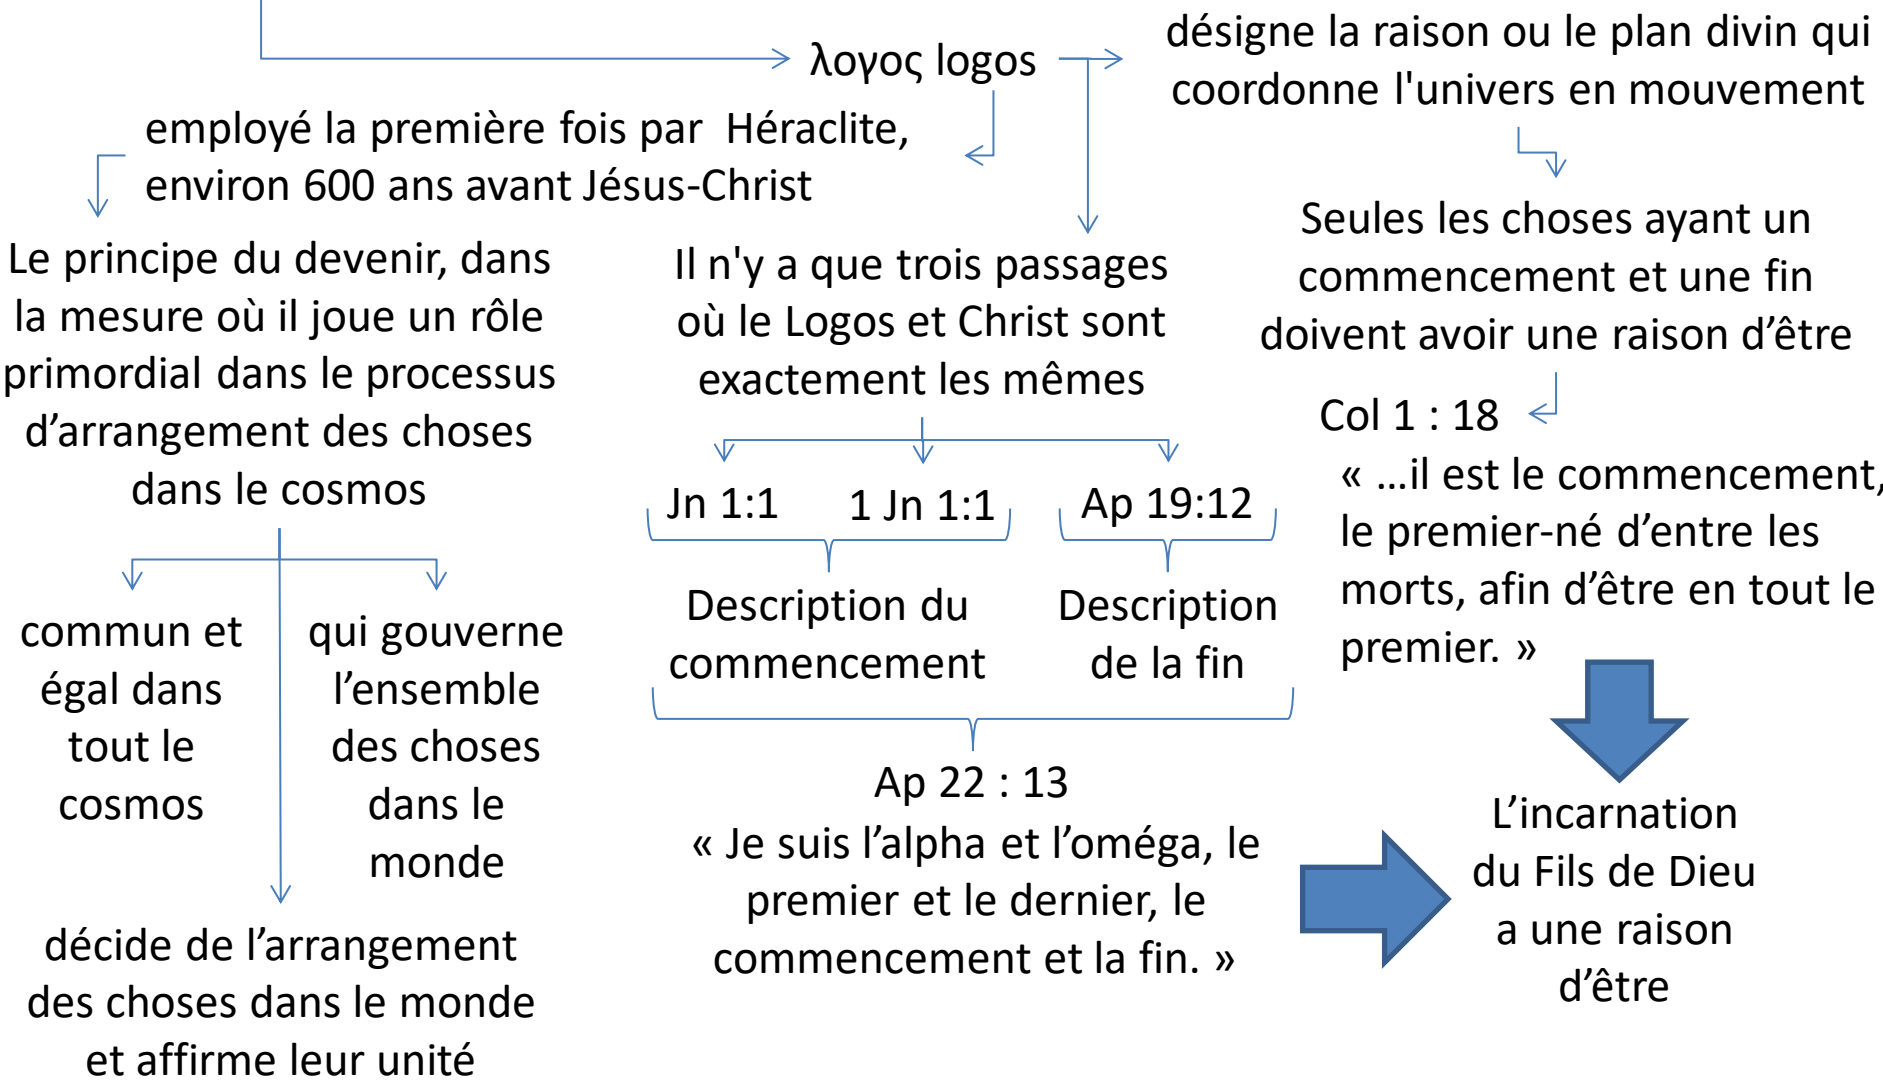 λογος logos
désigne la raison ou le plan divin qui
coordonne l'univers en mouvement
employé la première fois par Héraclite,
environ 600 ans avant Jésus-Christ
Le principe du devenir, dans
la mesure où il joue un rôle
primordial dans le processus
d’arrangement des choses
dans le cosmos
commun et
égal dans
tout le
cosmos
qui gouverne
l’ensemble
des choses
dans le
monde
décide de l’arrangement
des choses dans le monde
et affirme leur unité
Il n'y a que trois passages
où le Logos et Christ sont
exactement les mêmes
Jn 1:1
1 Jn 1:1
Ap 19:12
Description du
commencement
Description
de la fin
Ap 22 : 13
« Je suis l’alpha et l’oméga, le
premier et le dernier, le
commencement et la fin. »
Seules les choses ayant un
commencement et une fin
doivent avoir une raison d’être
Col 1 : 18
« …il est le commencement,
le premier-né d’entre les
morts, afin d’être en tout le
premier. »
L’incarnation
du Fils de Dieu
a une raison
d’être